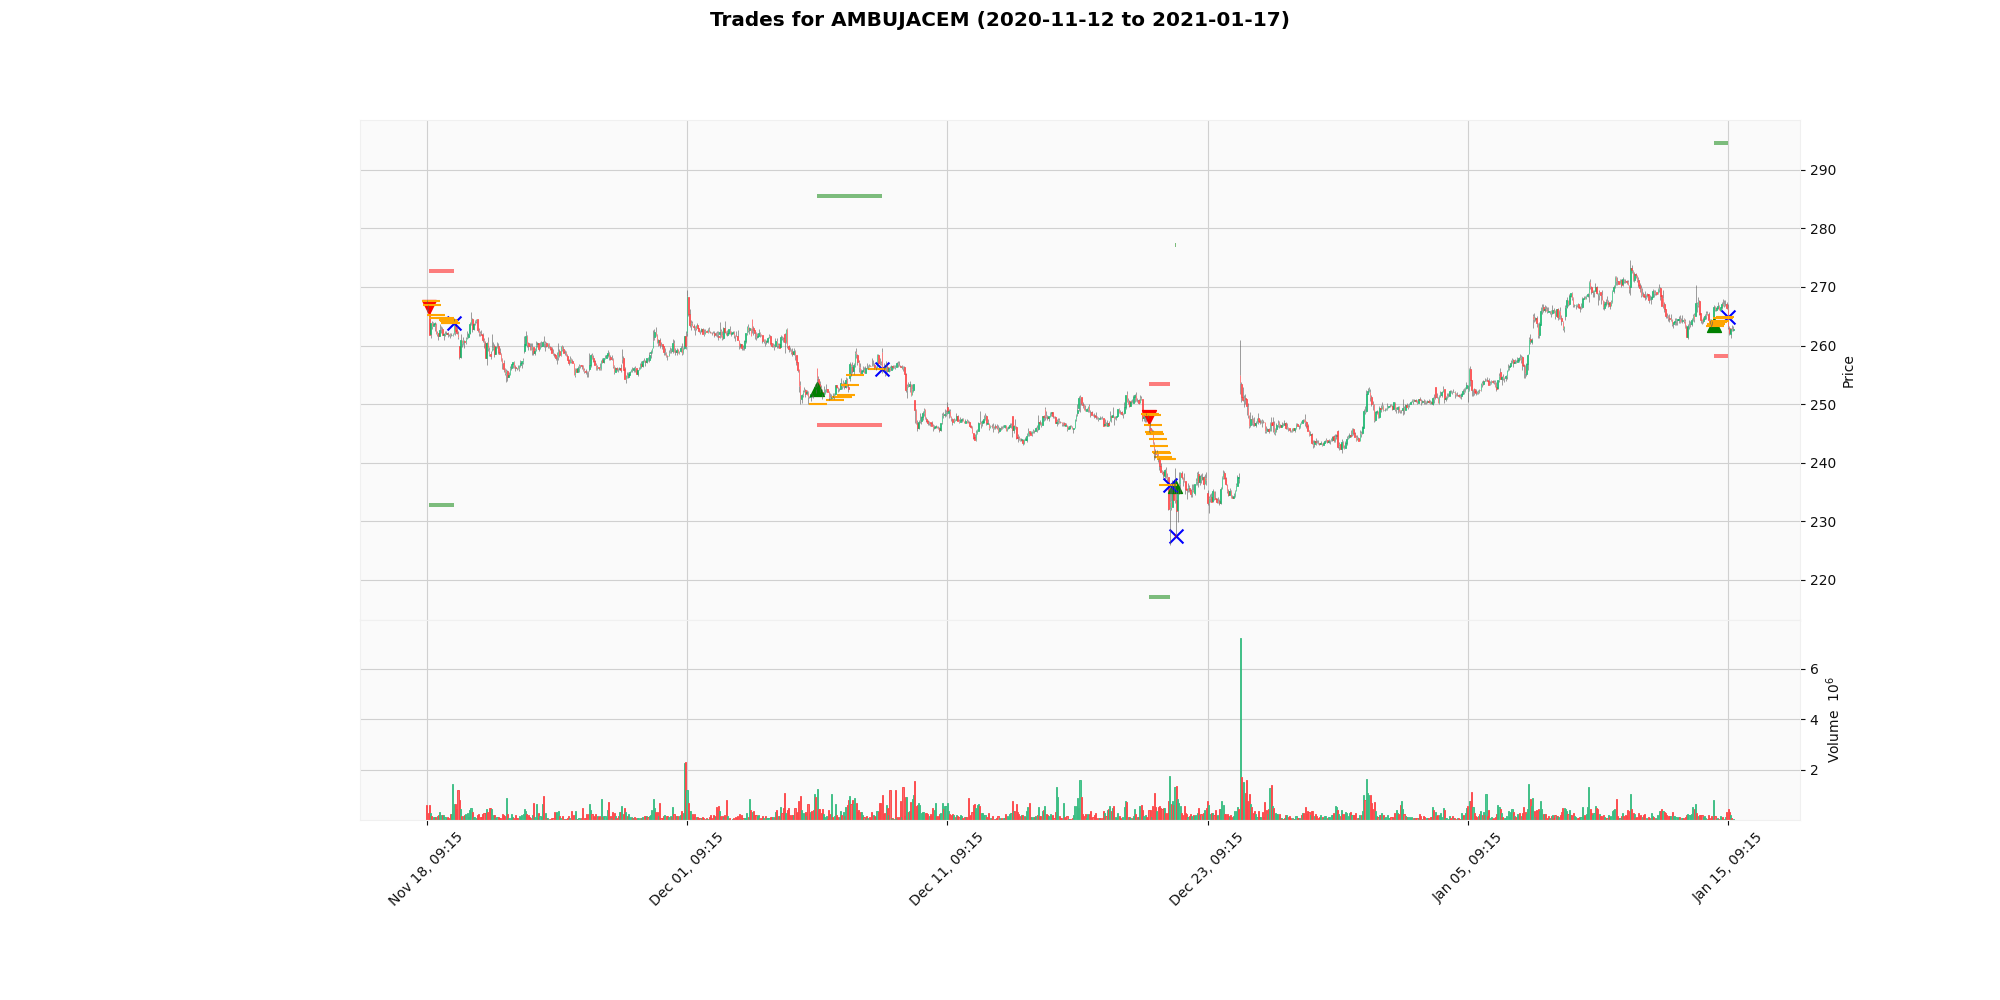 Trades for AMBUJACEM (2020-11-12 to 2021-01-17)
290
280
270
260
250
240
230
220
Price
6
4
2
Volume 10^6
Nov 18, 09:15
Dec 01, 09:15
Dec 11, 09:15
Dec 23, 09:15
Jan 05, 09:15
Jan 15, 09:15